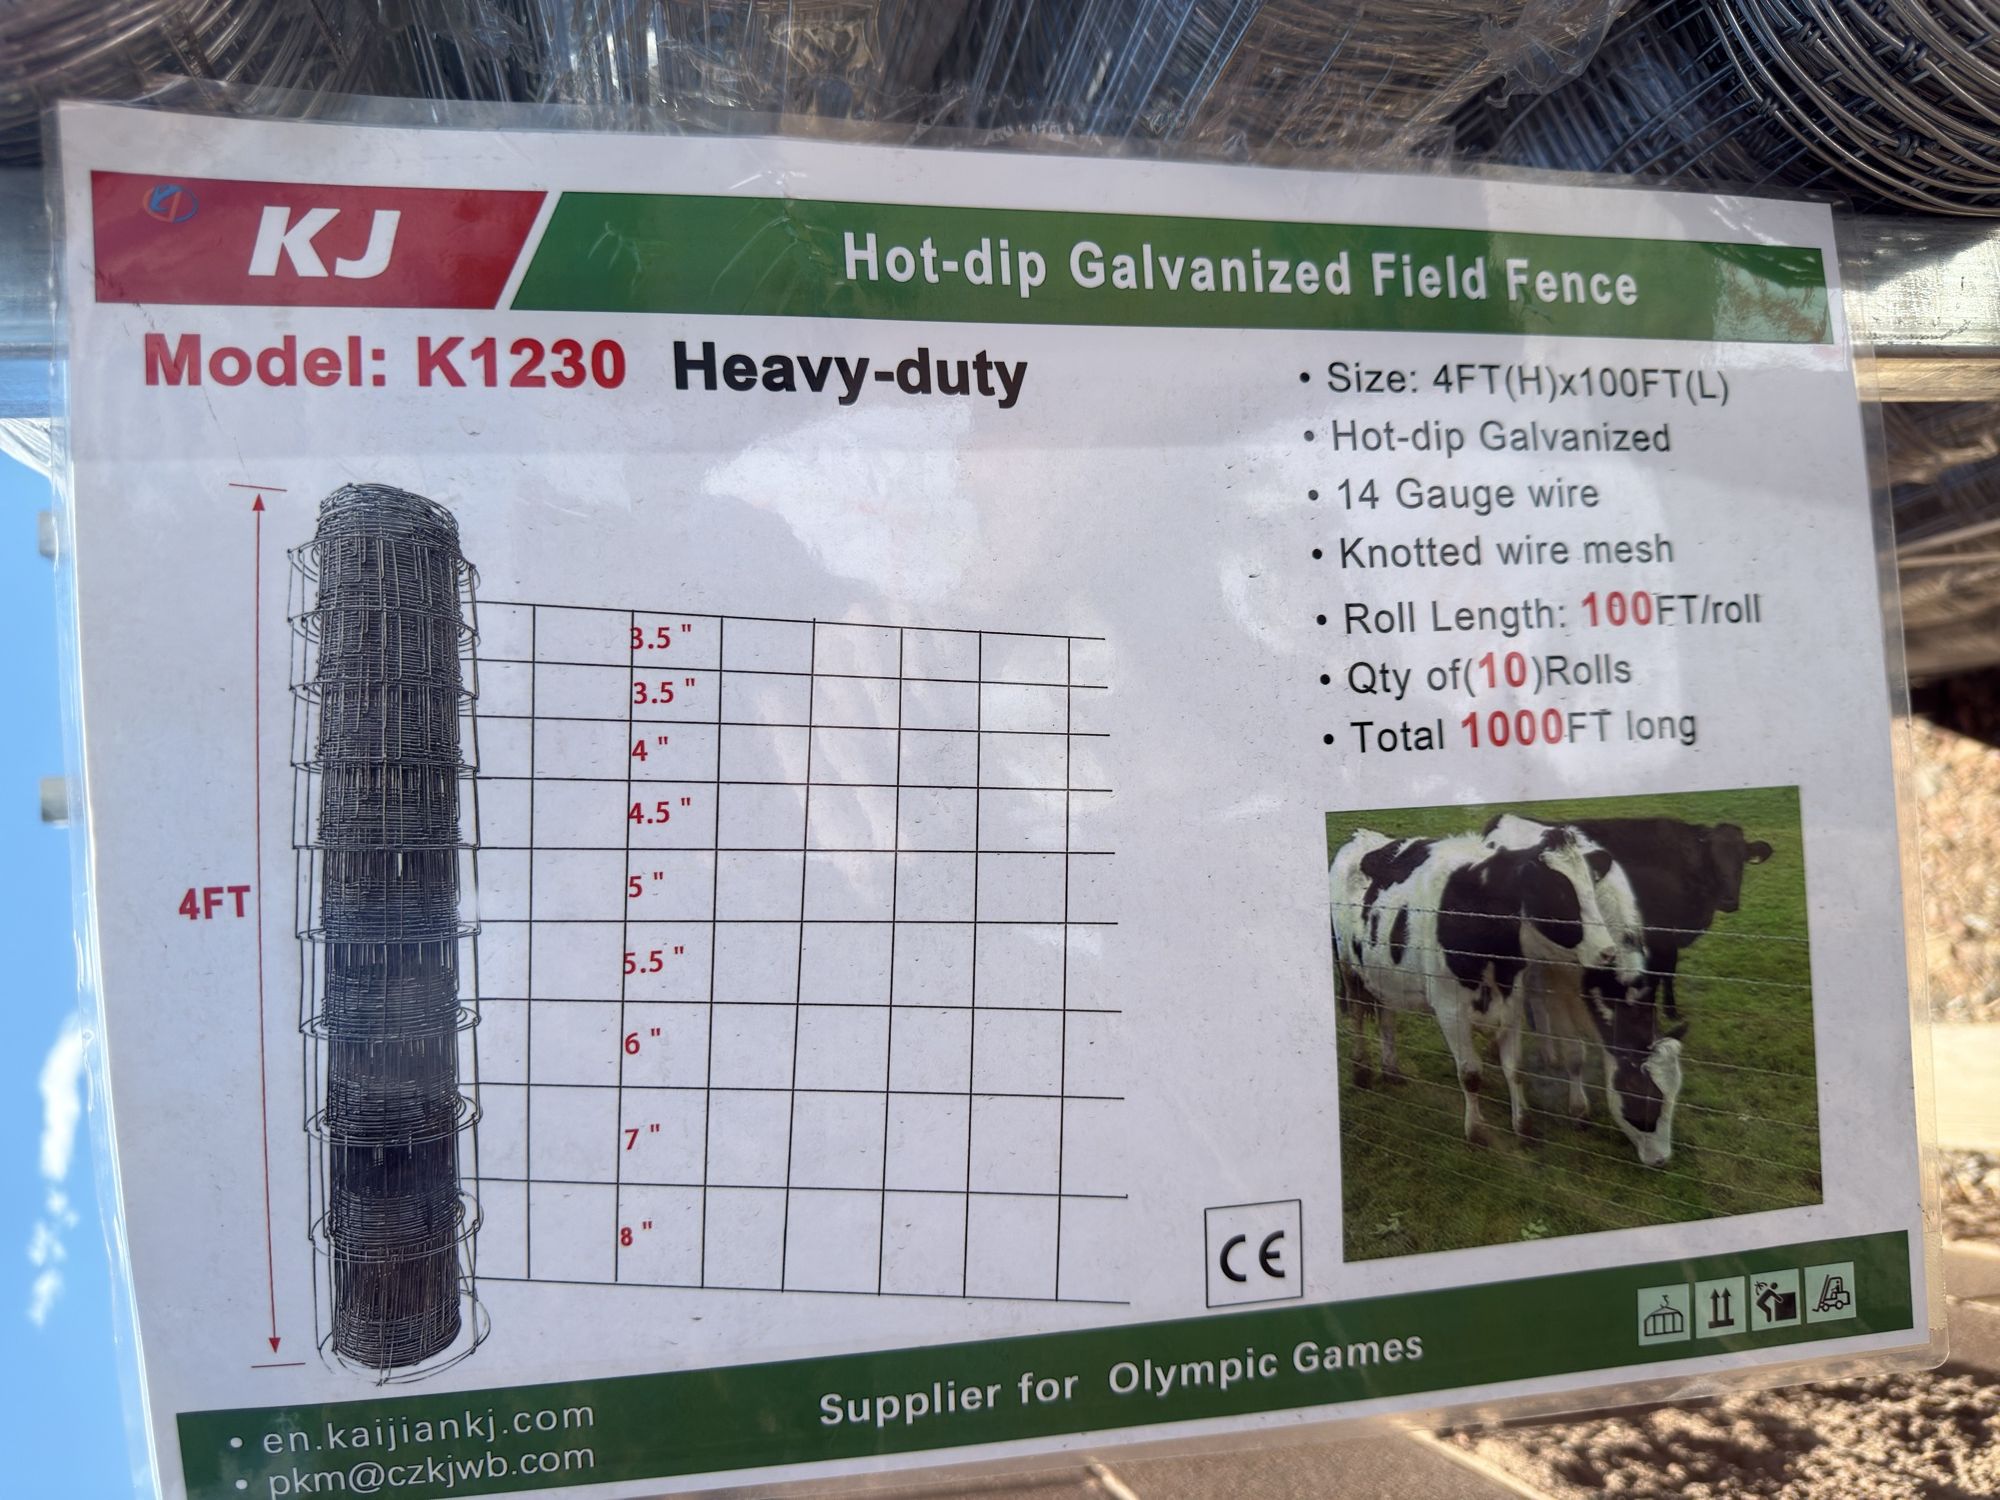 KJ
Hot-dip Galvanized Field Fence
Model: K1230 Heavy-duty
• Size: 4FT(H)x100FT(L)
• Hot-dip Galvanized
• 14 Gauge wire
• Knotted wire mesh
• Roll Length: 100FT/roll
• Qty of(10)Rolls
• Total 1000FT long
4FT
3.5 "
3.5 "
4 "
4.5 "
5 "
5.5 "
6 "
7 "
8 "
CE
Supplier for Olympic Games
• en.kaijiankj.com
• pkm@czkjwb.com